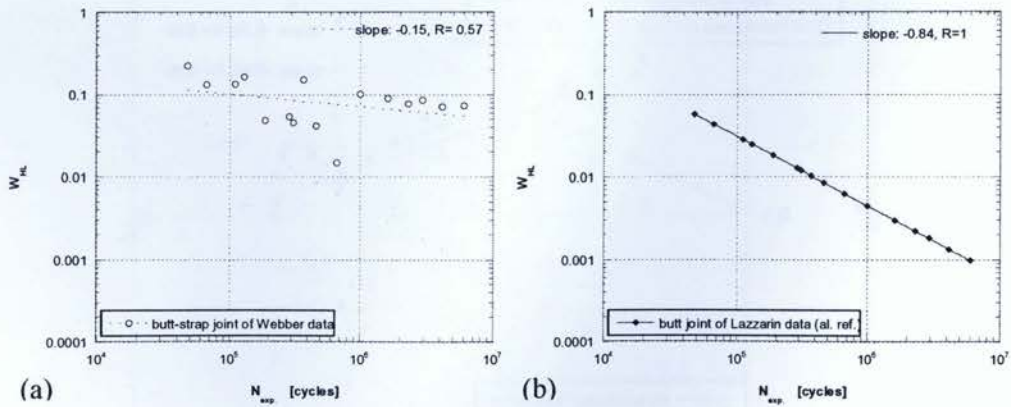 1
slope: -0.15, R= 0.57
0.1
0.01
0.001
0.0001
W_HL
butt-strap joint of Webber data
10^4
10^5
10^6
10^7
(a)
N_exp. [cycles]
1
slope: -0.84, R=1
0.1
0.01
0.001
0.0001
W_HL
butt joint of Lazzarin data (al. ref.)
10^4
10^5
10^6
10^7
(b)
N_exp. [cycles]